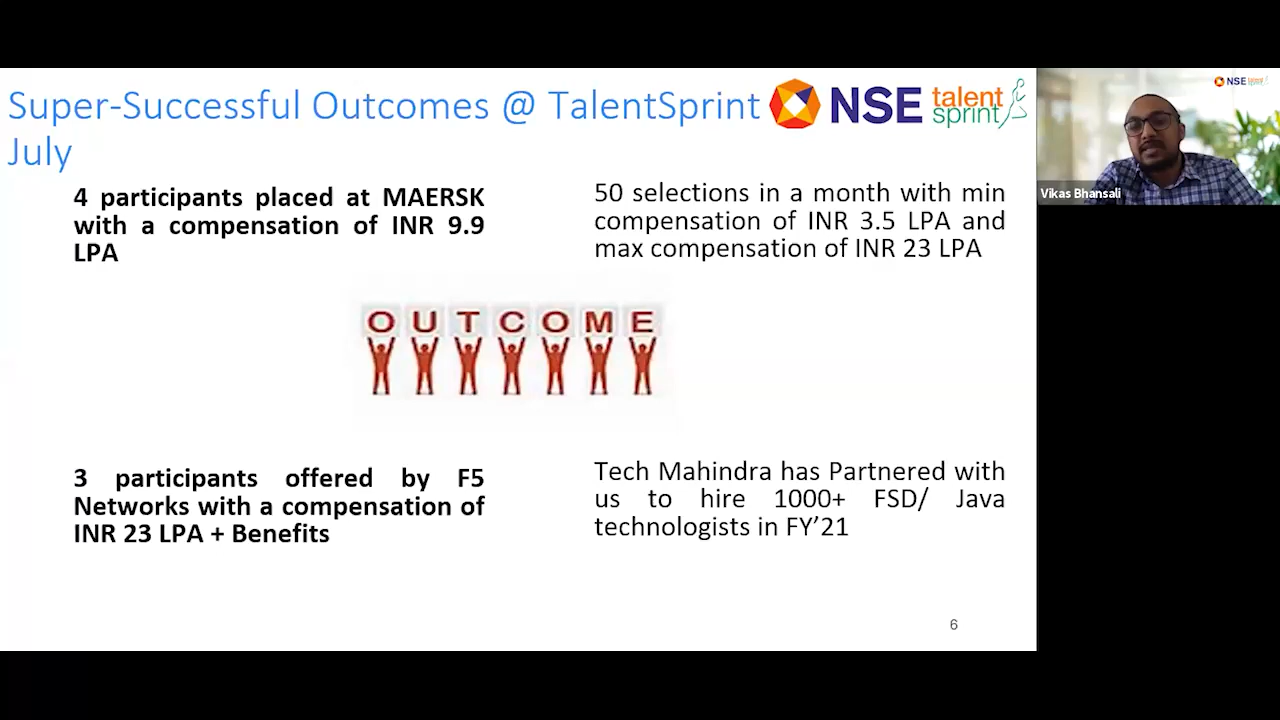 Super-Successful Outcomes @ TalentSprint
July
NSE talent
sprint
4 participants placed at MAERSK
with a compensation of INR 9.9
LPA
50 selections in a month with min
compensation of INR 3.5 LPA and
max compensation of INR 23 LPA
OUTCOME
3 participants offered by F5
Networks with a compensation of
INR 23 LPA + Benefits
Tech Mahindra has Partnered with
us to hire 1000+ FSD/ Java
technologists in FY’21
6
NSE talent
sprint
Vikas Bhansali